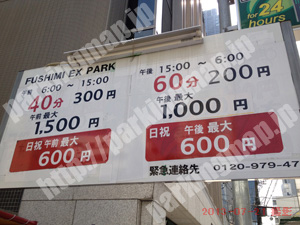 for 24
hours
FUSHIMI EX PARK
午前 6:00 ～ 15:00
40分 300円
午前 最大
1,500円
日祝 午前 最大
600円
午後 15:00 ～ 6:00
60分 200円
午後 最大
1,000円
日祝 午後 最大
600円
緊急連絡先 0120-979-47